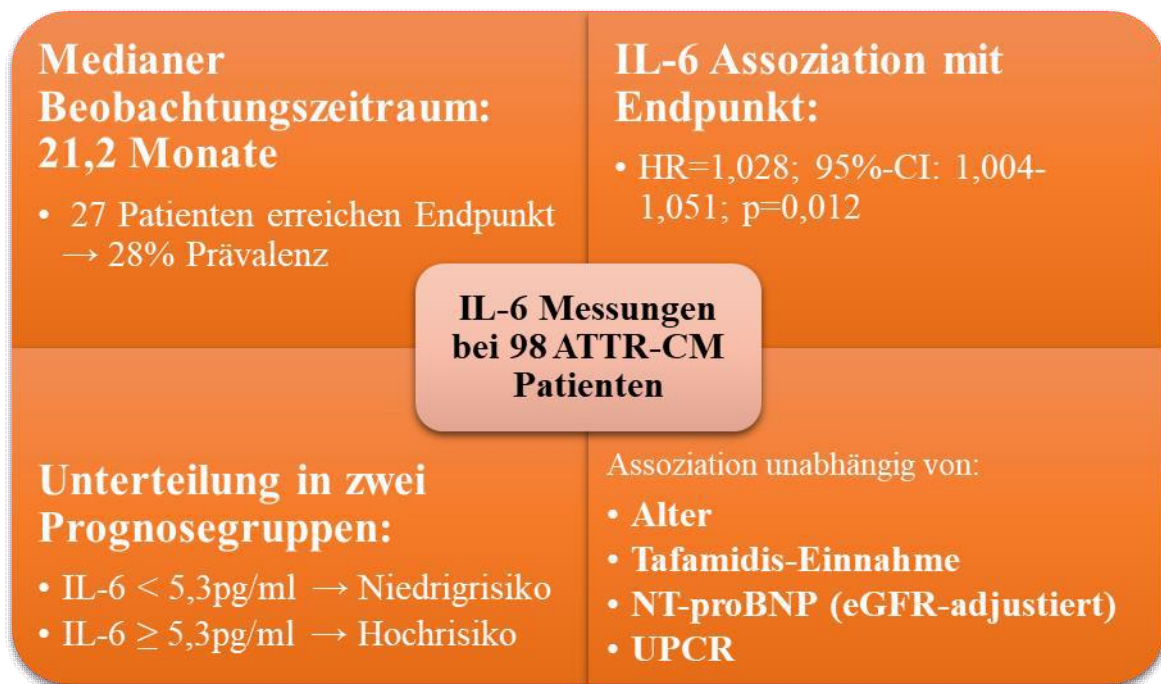 Medianer
Beobachtungszeitraum:
21,2 Monate
• 27 Patienten erreichen Endpunkt
→ 28% Prävalenz
IL-6 Assoziation mit
Endpunkt:
• HR=1,028; 95%-CI: 1,004-
1,051; p=0,012
IL-6 Messungen
bei 98 ATTR-CM
Patienten
Unterteilung in zwei
Prognosegruppen:
• IL-6 < 5,3pg/ml → Niedrigrisiko
• IL-6 ≥ 5,3pg/ml → Hochrisiko
Assoziation unabhängig von:
• Alter
• Tafamidis-Einnahme
• NT-proBNP (eGFR-adjustiert)
• UPCR